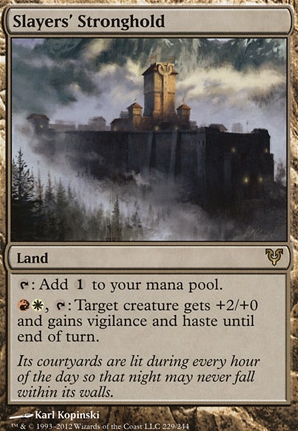 Slayers' Stronghold
Land
: Add 1 to your mana pool.
, : Target creature gets +2/+0
and gains vigilance and haste until
end of turn.
Its courtyards are lit during every hour
of the day so that night may never fall
within its walls.
Karl Kopinski
™ & © 1993–2012 Wizards of the Coast LLC 229/244